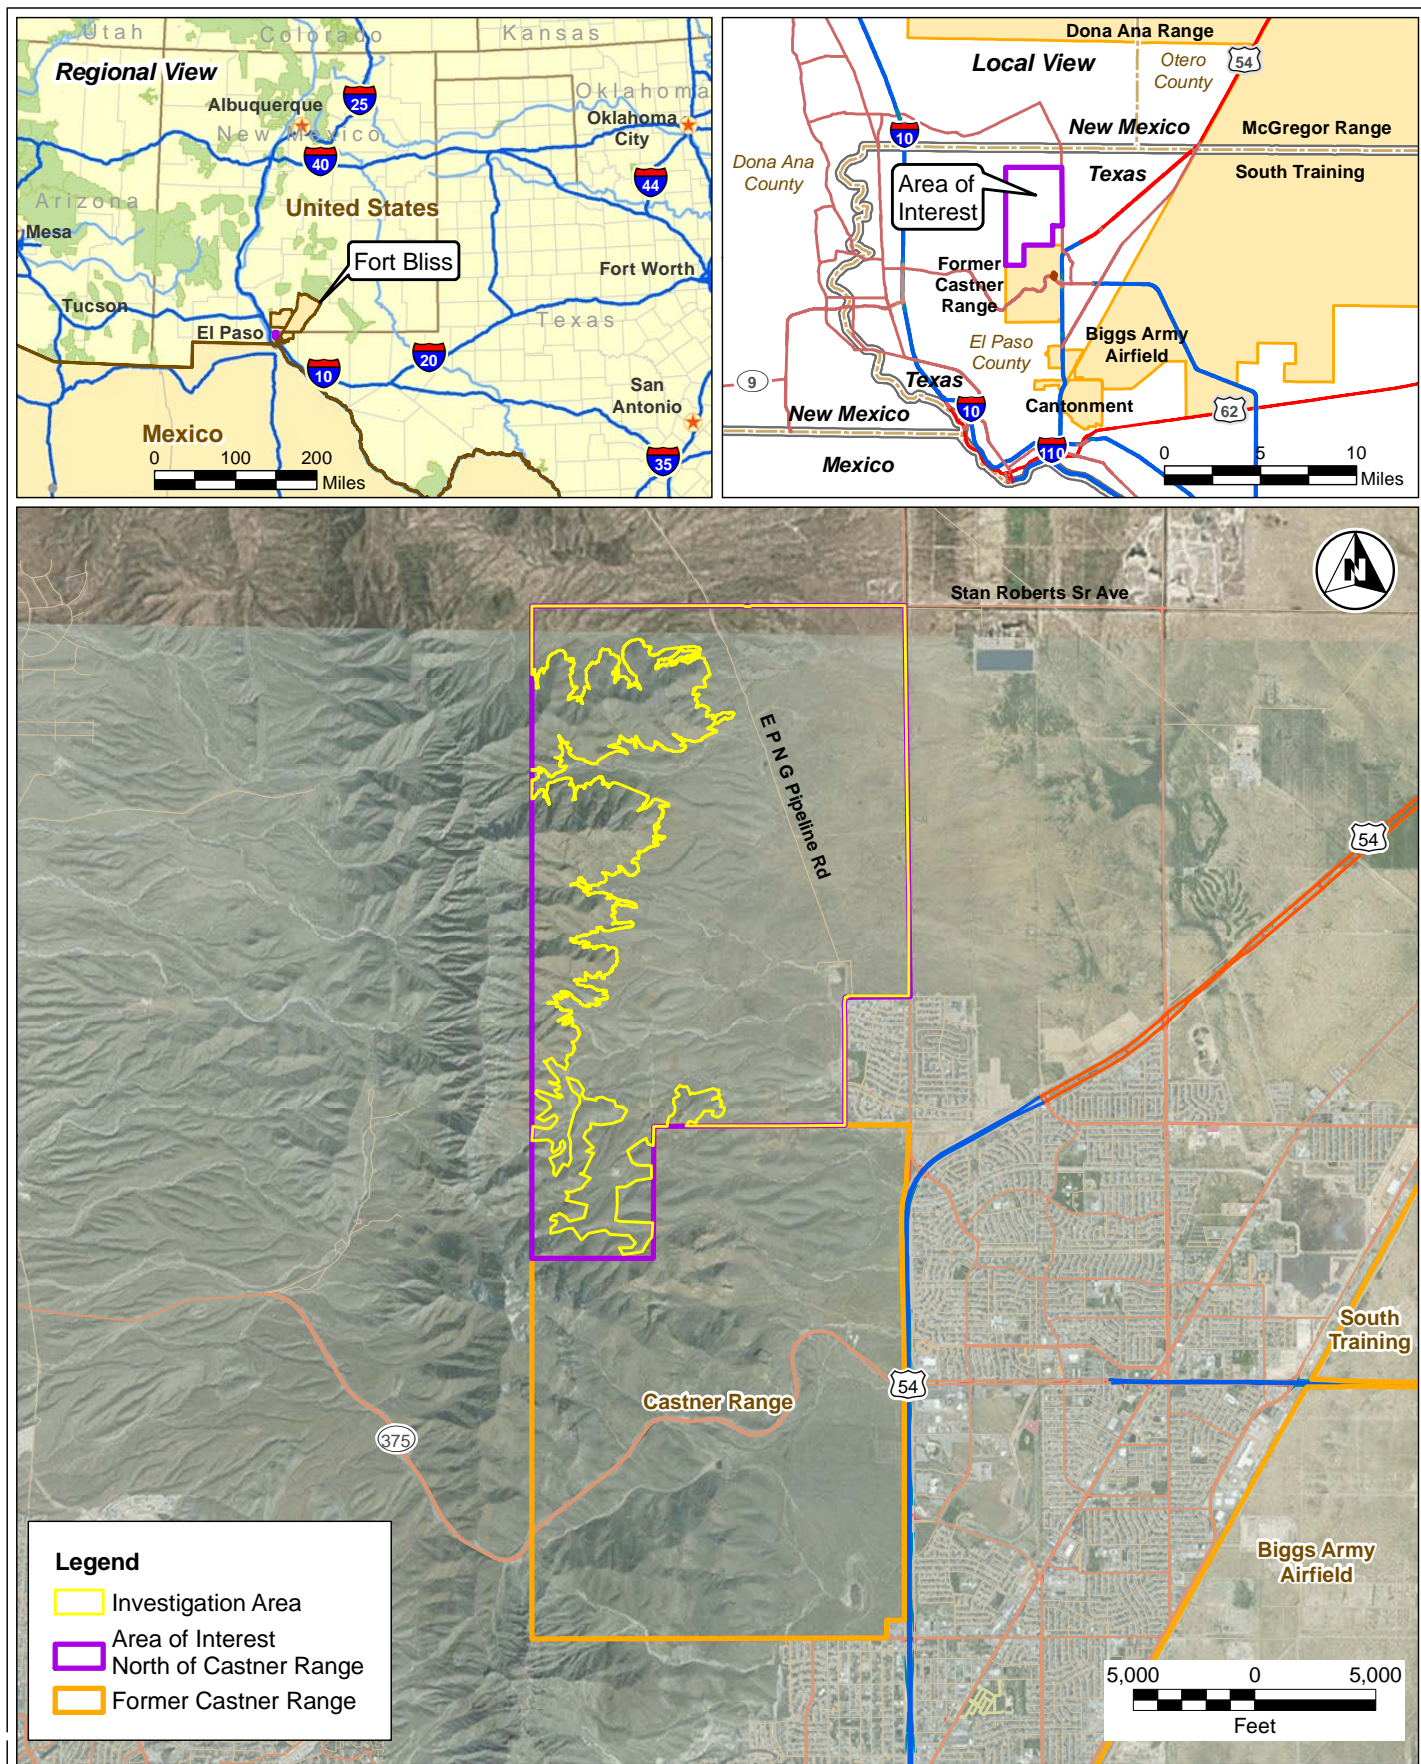 Utah
Colorado
Kansas
Regional View
Albuquerque
25
Oklahoma
Oklahoma
City
New Mexico
40
44
Arizona
United States
Mesa
Fort Bliss
Fort Worth
Tucson
Texas
El Paso
20
10
San
Antonio
Mexico
35
0 100 200
Miles
Dona Ana Range
Local View
Otero
County
54
10
New Mexico
McGregor Range
Dona Ana
County
Area of
Interest
Texas
South Training
Former
Castner
Range
El Paso
County
Biggs Army
Airfield
9
Texas
10
Cantonment
62
New Mexico
110
Mexico
0 5 10
Miles
N
Stan Roberts Sr Ave
E P N G Pipeline Rd
54
South
Training
54
Castner Range
375
Biggs Army
Airfield
Legend
Investigation Area
Area of Interest
North of Castner Range
Former Castner Range
5,000 0 5,000
Feet